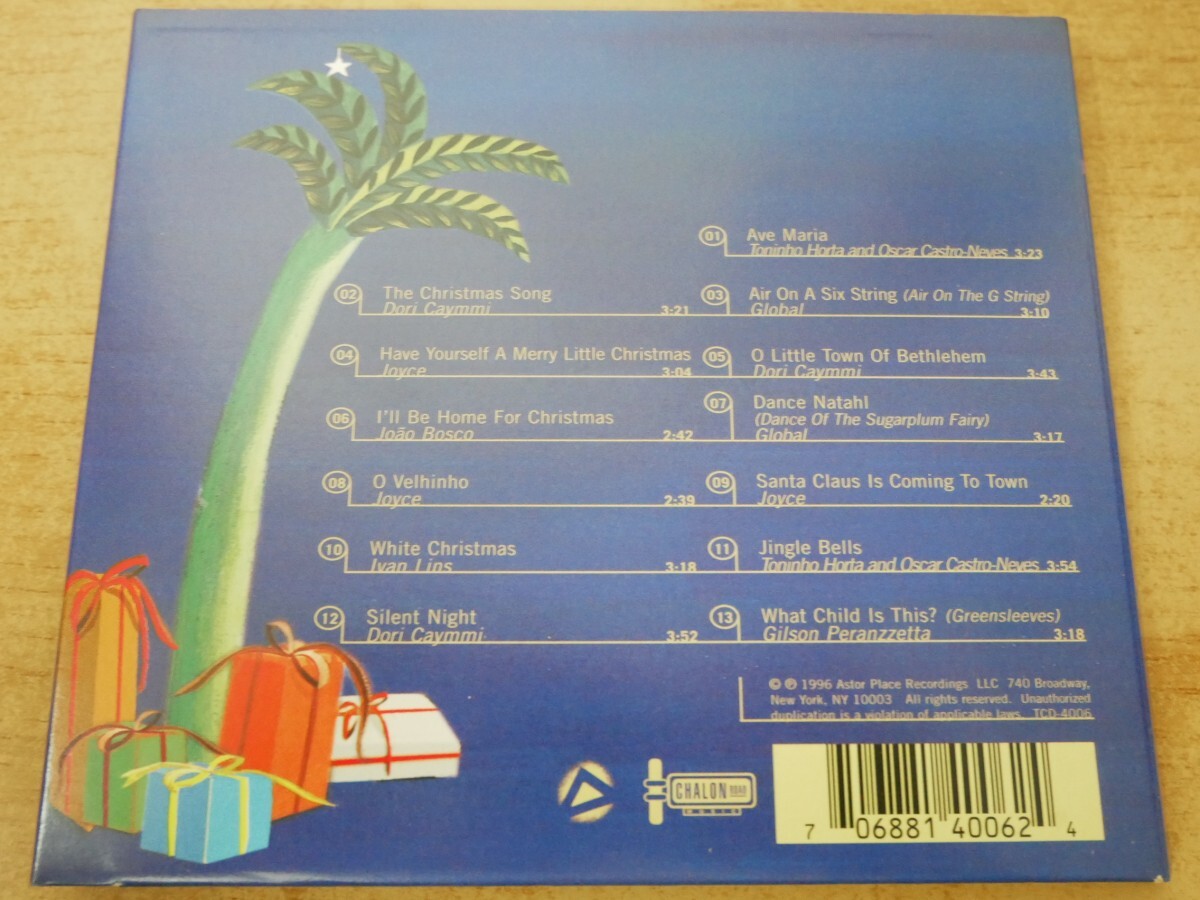 01 Ave Maria
Toninho Horta and Oscar Castro-Neves 3:23
02 The Christmas Song
Dori Caymmi 3:21
03 Air On A Six String (Air On The G String)
Global 3:10
04 Have Yourself A Merry Little Christmas
Joyce 3:04
05 O Little Town Of Bethlehem
Dori Caymmi 3:43
06 I'll Be Home For Christmas
João Bosco 2:42
07 Dance Natahl
(Dance Of The Sugarplum Fairy)
Global 3:17
08 O Velhinho
Joyce 2:39
09 Santa Claus Is Coming To Town
Joyce 2:20
10 White Christmas
Ivan Lins 3:18
11 Jingle Bells
Toninho Horta and Oscar Castro-Neves 3:54
12 Silent Night
Dori Caymmi 3:52
13 What Child Is This? (Greensleeves)
Gilson Peranzzetta 3:18
© ℗ 1996 Astor Place Recordings LLC 740 Broadway,
New York, NY 10003 All rights reserved. Unauthorized
duplication is a violation of applicable laws. TCD-4006
CHALON ROAD
MUSIC
7 06881 40062 4